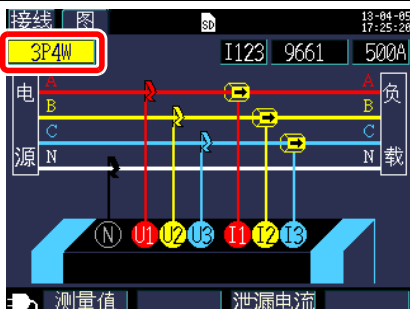 接线 图 SD 13-04-05
17:25:20
3P4W I123 9661 500A
电源 A A 负载
B B
C C
N N
N U1 U2 U3 I1 I2 I3
测量值 泄漏电流